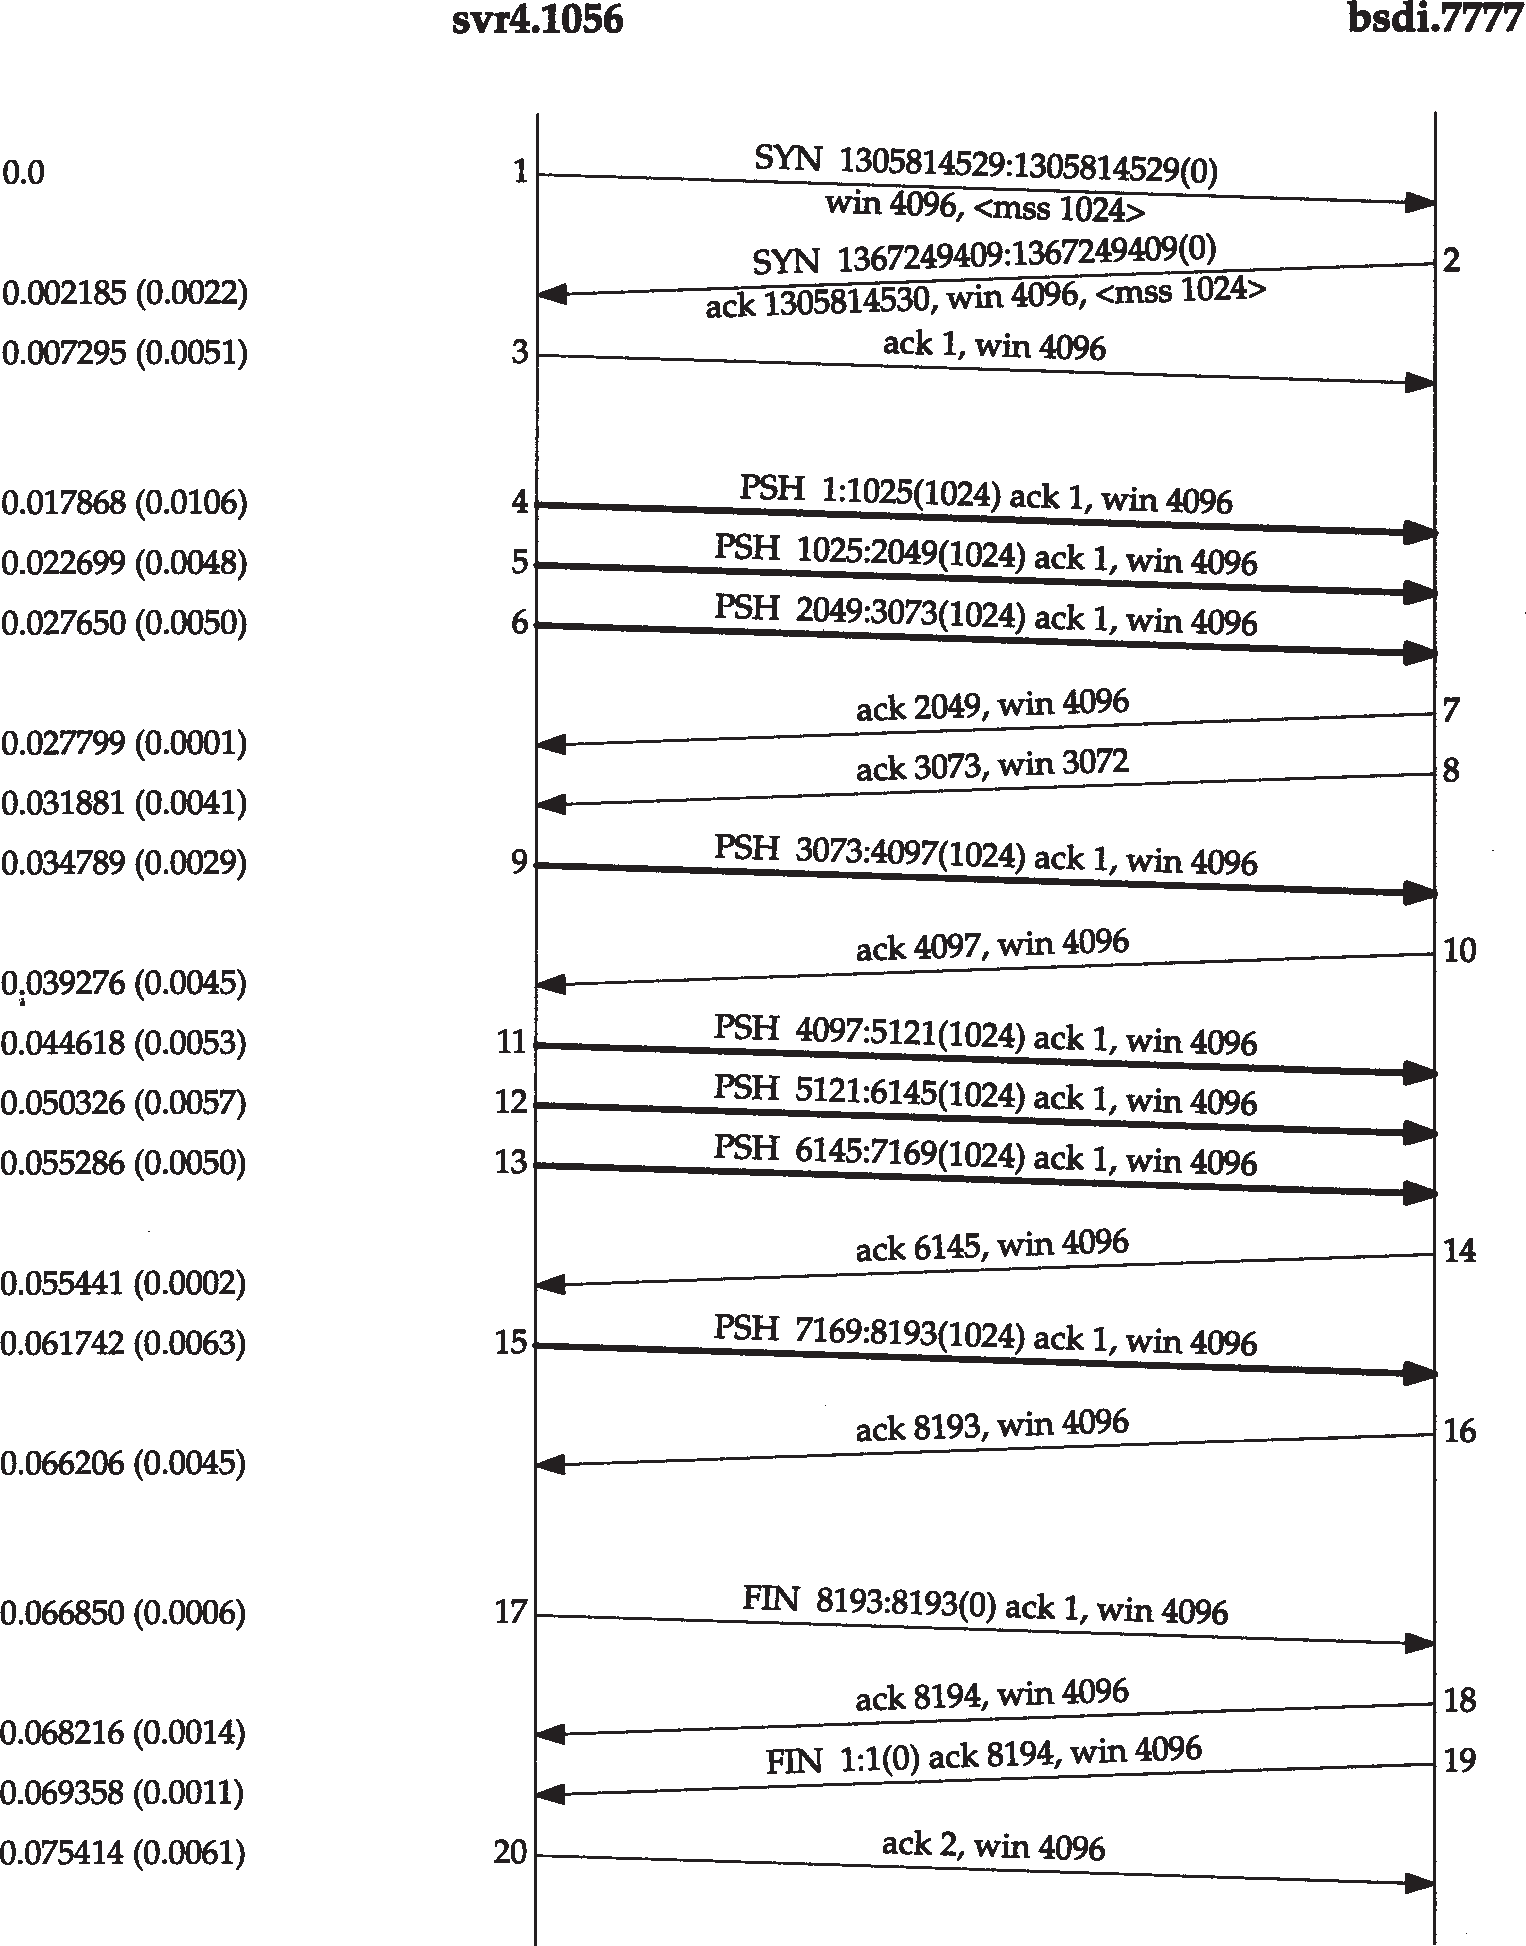 svr4.1056 bsdi.7777
0.0 1 SYN 1305814529:1305814529(0)
win 4096, <mss 1024>
SYN 1367249409:1367249409(0) 2
0.002185 (0.0022) ack 1305814530, win 4096, <mss 1024>
0.007295 (0.0051) 3 ack 1, win 4096
0.017868 (0.0106) 4 PSH 1:1025(1024) ack 1, win 4096
0.022699 (0.0048) 5 PSH 1025:2049(1024) ack 1, win 4096
0.027650 (0.0050) 6 PSH 2049:3073(1024) ack 1, win 4096
ack 2049, win 4096 7
0.027799 (0.0001)
ack 3073, win 3072 8
0.031881 (0.0041)
0.034789 (0.0029) 9 PSH 3073:4097(1024) ack 1, win 4096
ack 4097, win 4096 10
0.039276 (0.0045)
0.044618 (0.0053) 11 PSH 4097:5121(1024) ack 1, win 4096
0.050326 (0.0057) 12 PSH 5121:6145(1024) ack 1, win 4096
0.055286 (0.0050) 13 PSH 6145:7169(1024) ack 1, win 4096
ack 6145, win 4096 14
0.055441 (0.0002)
0.061742 (0.0063) 15 PSH 7169:8193(1024) ack 1, win 4096
ack 8193, win 4096 16
0.066206 (0.0045)
0.066850 (0.0006) 17 FIN 8193:8193(0) ack 1, win 4096
ack 8194, win 4096 18
0.068216 (0.0014)
FIN 1:1(0) ack 8194, win 4096 19
0.069358 (0.0011)
0.075414 (0.0061) 20 ack 2, win 4096